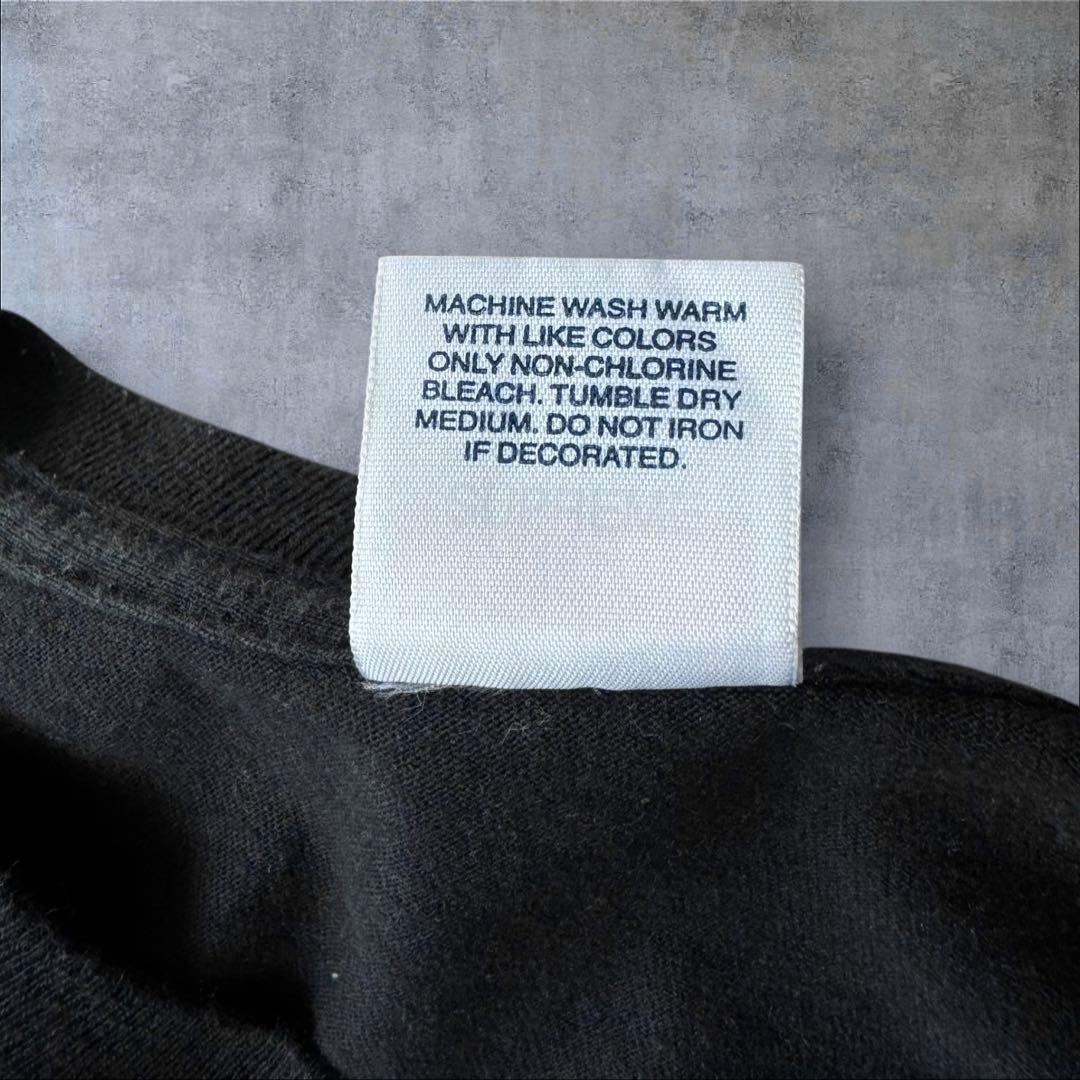 MACHINE WASH WARM
WITH LIKE COLORS
ONLY NON-CHLORINE
BLEACH. TUMBLE DRY
MEDIUM. DO NOT IRON
IF DECORATED.